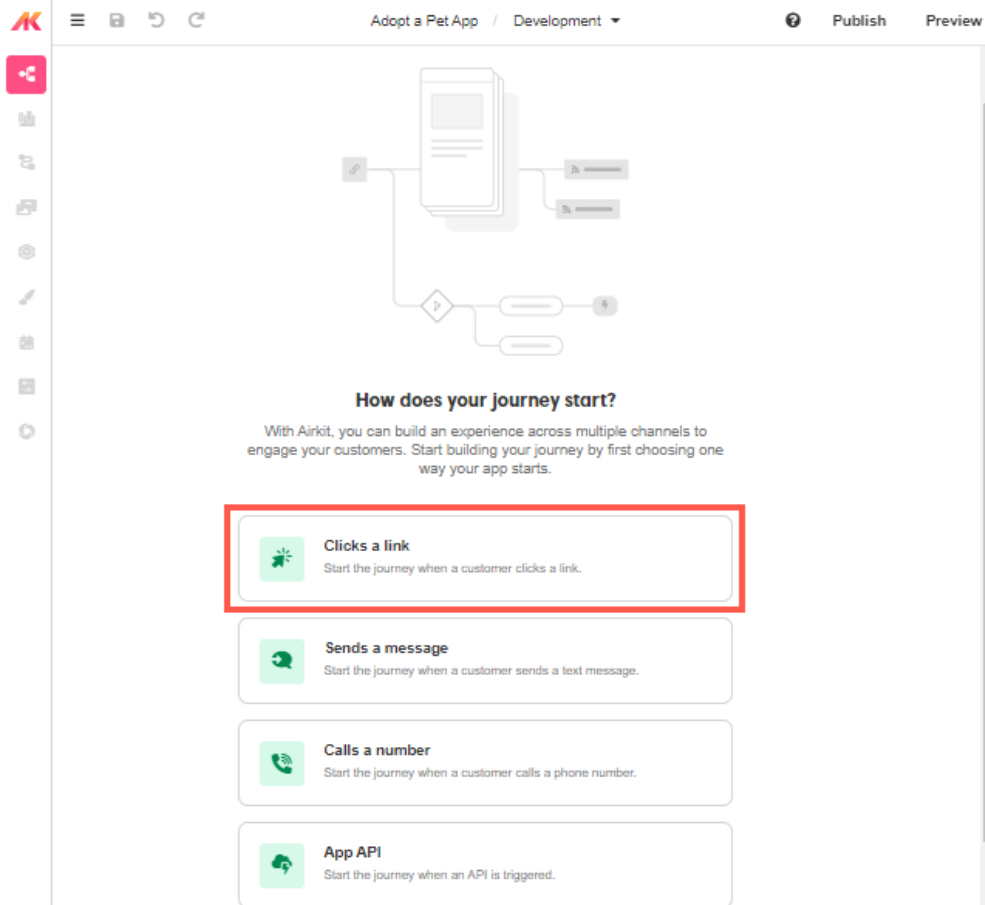 Adopt a Pet App / Development
Publish
Preview
How does your journey start?
With Airkit, you can build an experience across multiple channels to
engage your customers. Start building your journey by first choosing one
way your app starts.
Clicks a link
Start the journey when a customer clicks a link.
Sends a message
Start the journey when a customer sends a text message.
Calls a number
Start the journey when a customer calls a phone number.
App API
Start the journey when an API is triggered.